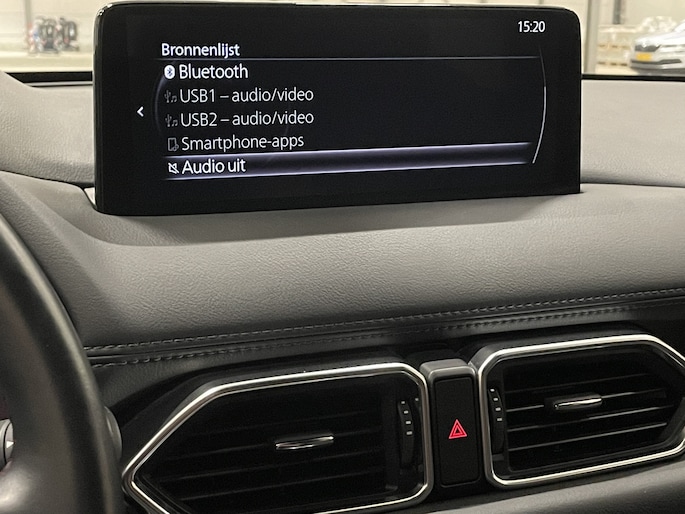 15:20
Bronnenlijst
Bluetooth
USB1 – audio/video
USB2 – audio/video
Smartphone-apps
Audio uit